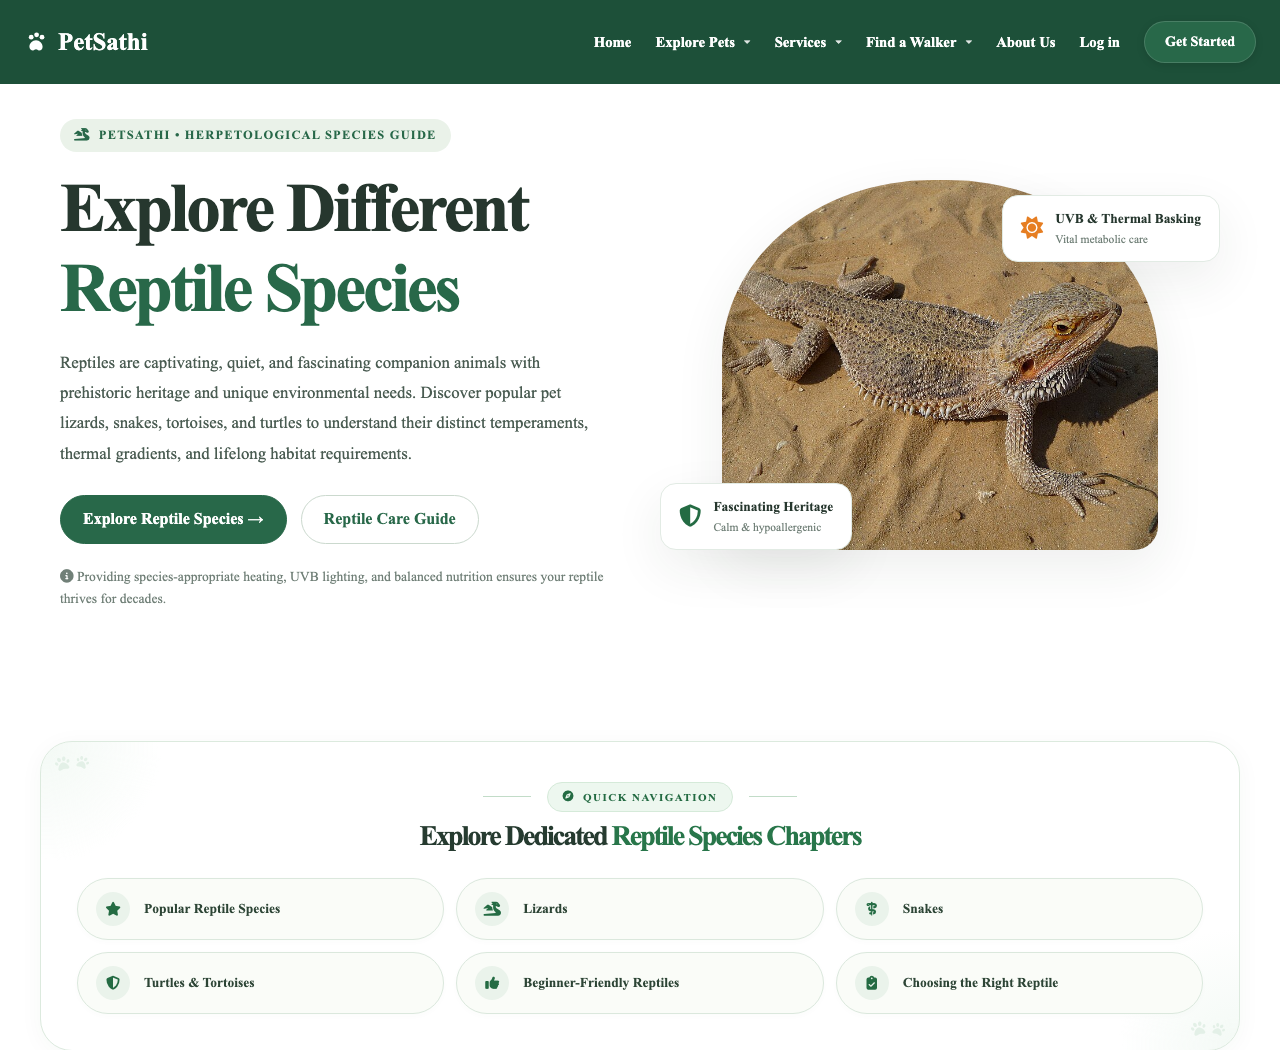 PetSathi
Home
Explore Pets
Services
Find a Walker
About Us
Log in
Get Started
PETSATHI • HERPETOLOGICAL SPECIES GUIDE
Explore Different
Reptile Species
Reptiles are captivating, quiet, and fascinating companion animals with
prehistoric heritage and unique environmental needs. Discover popular pet
lizards, snakes, tortoises, and turtles to understand their distinct temperaments,
thermal gradients, and lifelong habitat requirements.
Explore Reptile Species →
Reptile Care Guide
Providing species-appropriate heating, UVB lighting, and balanced nutrition ensures your reptile
thrives for decades.
UVB & Thermal Basking
Vital metabolic care
Fascinating Heritage
Calm & hypoallergenic
QUICK NAVIGATION
Explore Dedicated Reptile Species Chapters
Popular Reptile Species
Lizards
Snakes
Turtles & Tortoises
Beginner-Friendly Reptiles
Choosing the Right Reptile